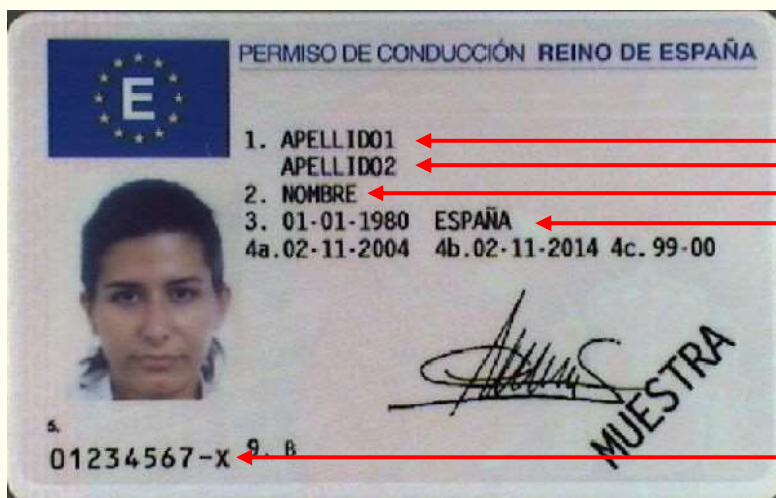 E
PERMISO DE CONDUCCIÓN REINO DE ESPAÑA
1. APELLIDO1
APELLIDO2
2. NOMBRE
3. 01-01-1980 ESPAÑA
4a.02-11-2004 4b.02-11-2014 4c.99-00
MUESTRA
5.
01234567-X 9. B